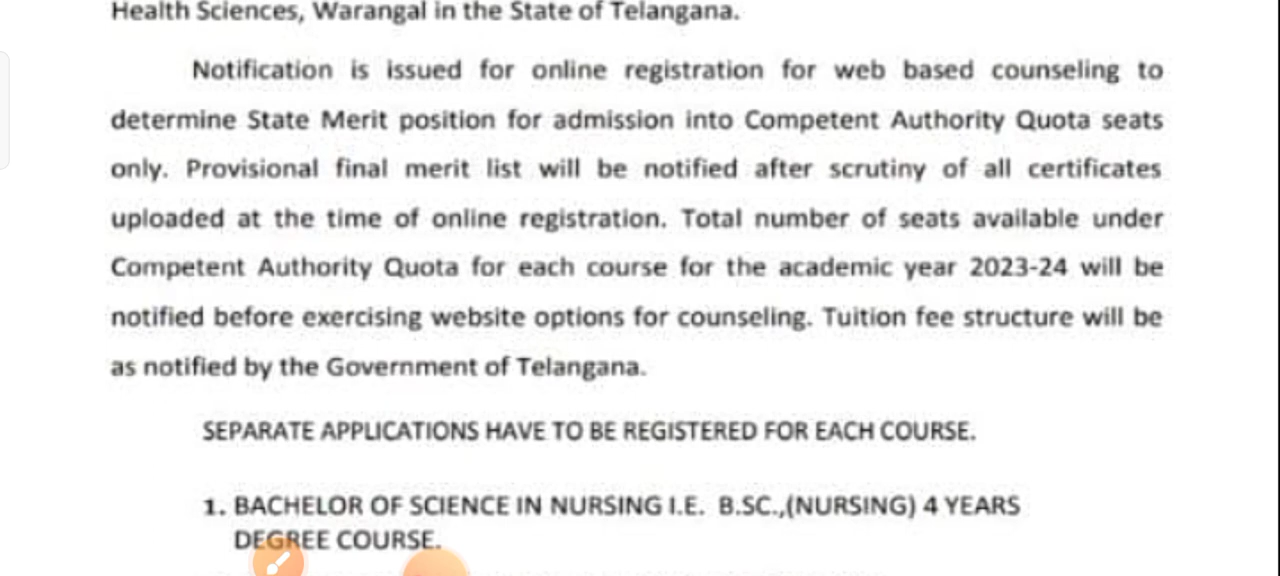 Health Sciences, Warangal in the State of Telangana.
Notification is issued for online registration for web based counseling to
determine State Merit position for admission into Competent Authority Quota seats
only. Provisional final merit list will be notified after scrutiny of all certificates
uploaded at the time of online registration. Total number of seats available under
Competent Authority Quota for each course for the academic year 2023-24 will be
notified before exercising website options for counseling. Tuition fee structure will be
as notified by the Government of Telangana.
SEPARATE APPLICATIONS HAVE TO BE REGISTERED FOR EACH COURSE.
1. BACHELOR OF SCIENCE IN NURSING I.E. B.SC.,(NURSING) 4 YEARS
DEGREE COURSE.